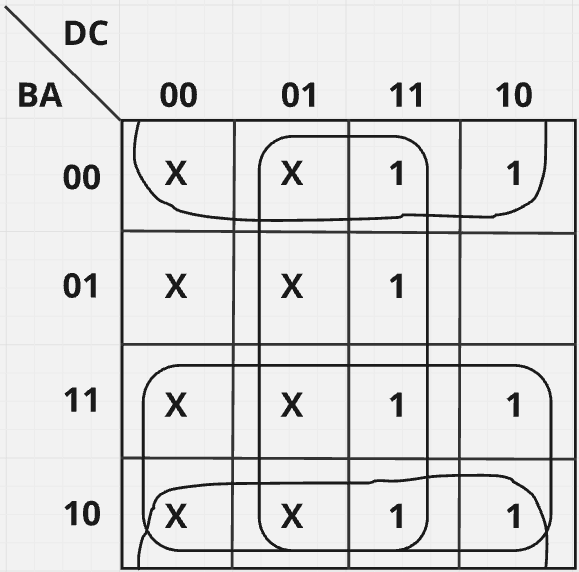 DC
BA 00 01 11 10
00 X X 1 1
01 X X 1
11 X X 1 1
10 X X 1 1